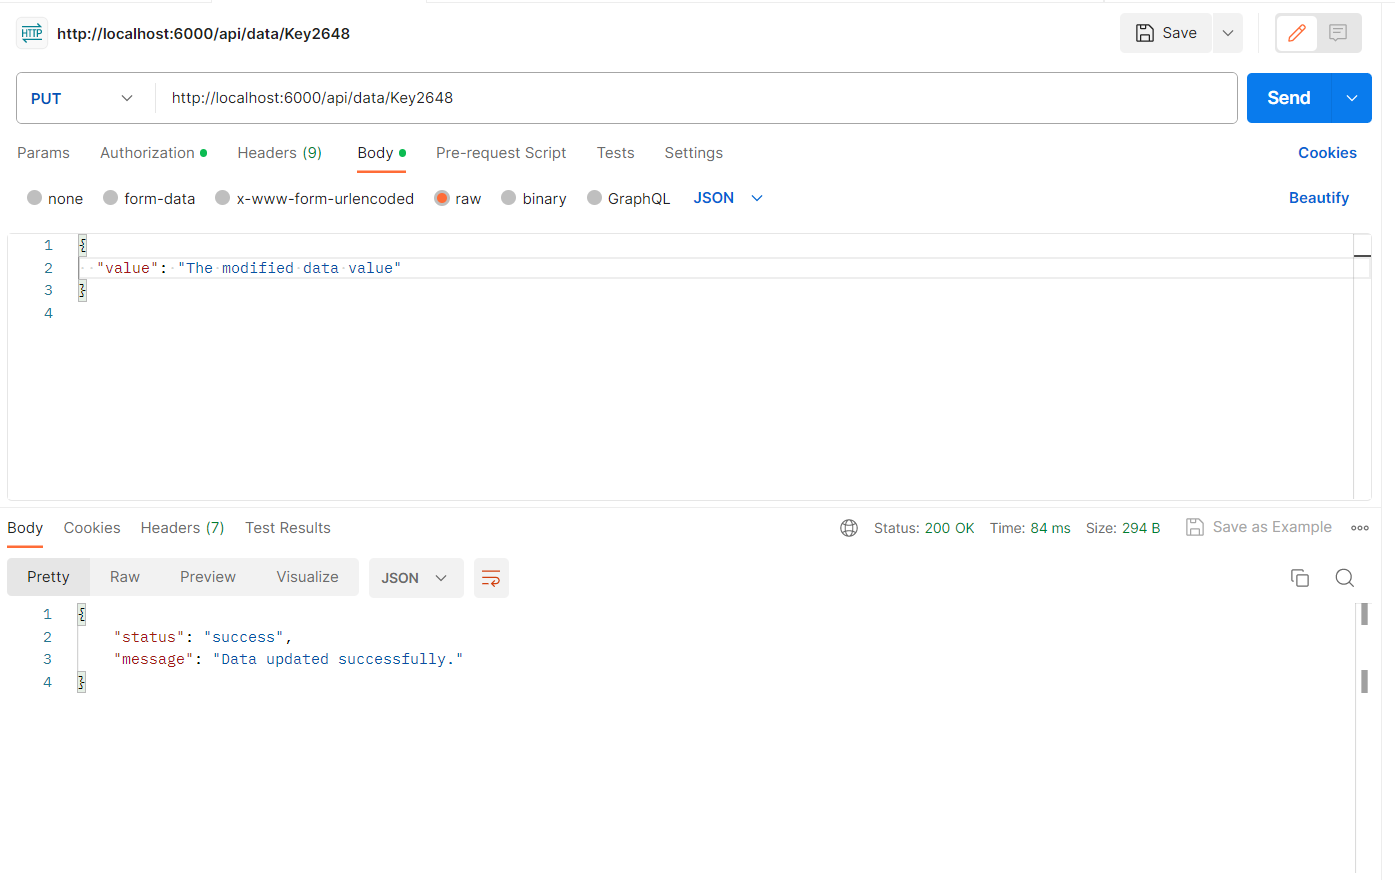 HTTP http://localhost:6000/api/data/Key2648 Save
PUT http://localhost:6000/api/data/Key2648 Send
Params Authorization Headers (9) Body Pre-request Script Tests Settings Cookies
none form-data x-www-form-urlencoded raw binary GraphQL JSON Beautify
1 {
2 "value": "The modified data value"
3 }
4
Body Cookies Headers (7) Test Results Status: 200 OK Time: 84 ms Size: 294 B Save as Example
Pretty Raw Preview Visualize JSON
1 {
2 "status": "success",
3 "message": "Data updated successfully."
4 }